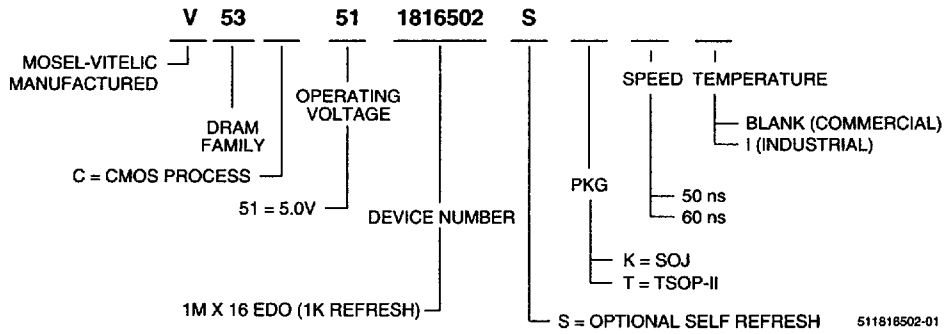 V 53 51 1816502 S
MOSEL-VITELIC
MANUFACTURED
DRAM
FAMILY
C = CMOS PROCESS
OPERATING
VOLTAGE
51 = 5.0V
DEVICE NUMBER
1M X 16 EDO (1K REFRESH)
S = OPTIONAL SELF REFRESH
PKG
K = SOJ
T = TSOP-II
SPEED
50 ns
60 ns
TEMPERATURE
BLANK (COMMERCIAL)
I (INDUSTRIAL)
511816502-01